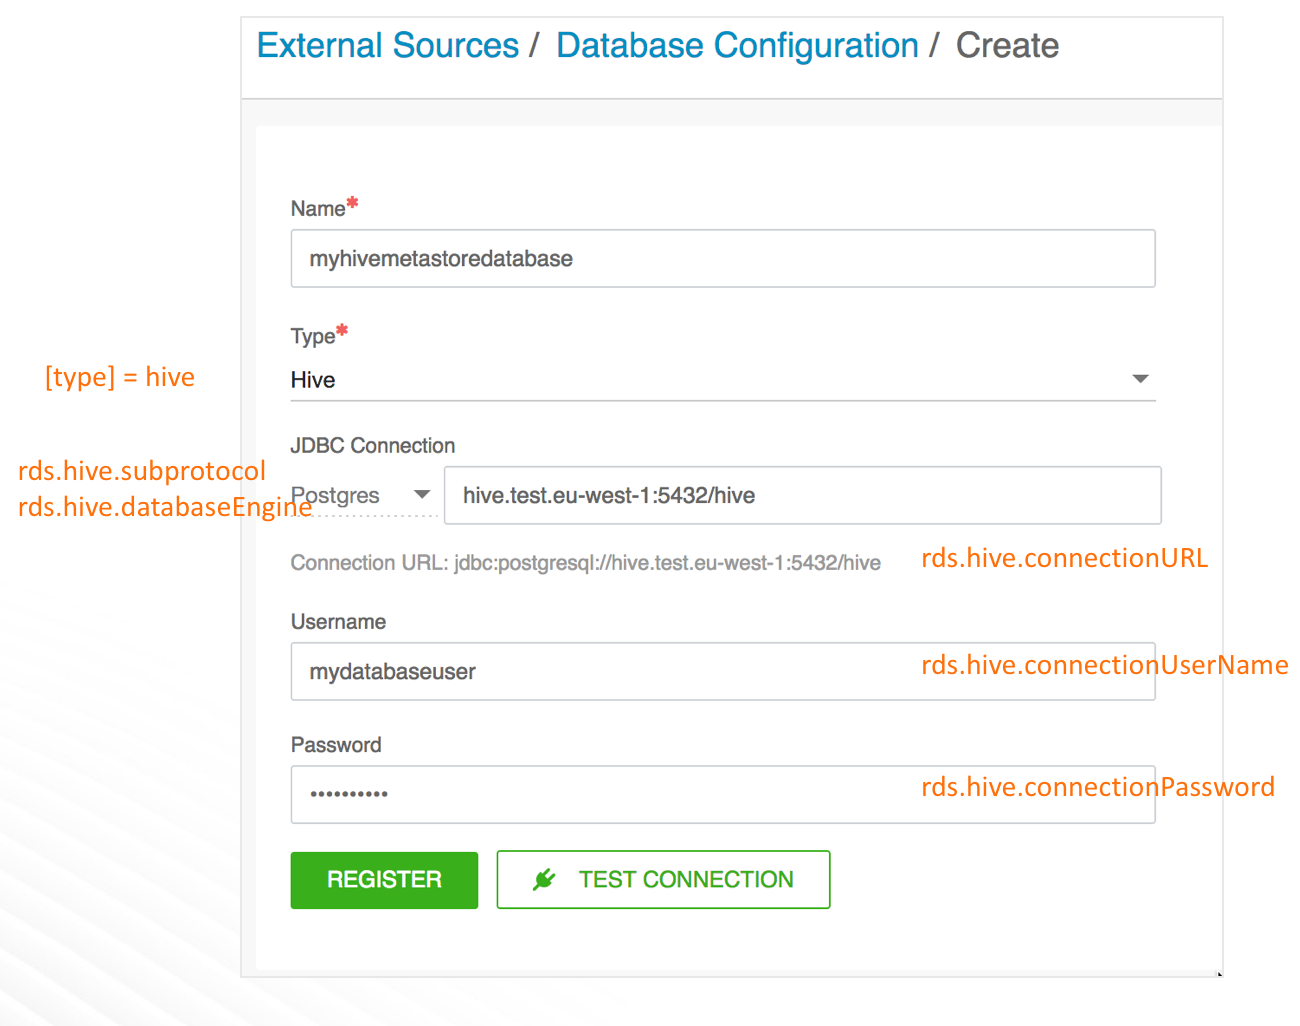 External Sources / Database Configuration / Create
Name*
myhivemetastoredatabase
Type*
[type] = hive
Hive
JDBC Connection
rds.hive.subprotocol
rds.hive.databaseEngine
Postgres
hive.test.eu-west-1:5432/hive
Connection URL: jdbc:postgresql://hive.test.eu-west-1:5432/hive
rds.hive.connectionURL
Username
mydatabaseuser
rds.hive.connectionUserName
Password
••••••••••
rds.hive.connectionPassword
REGISTER
TEST CONNECTION